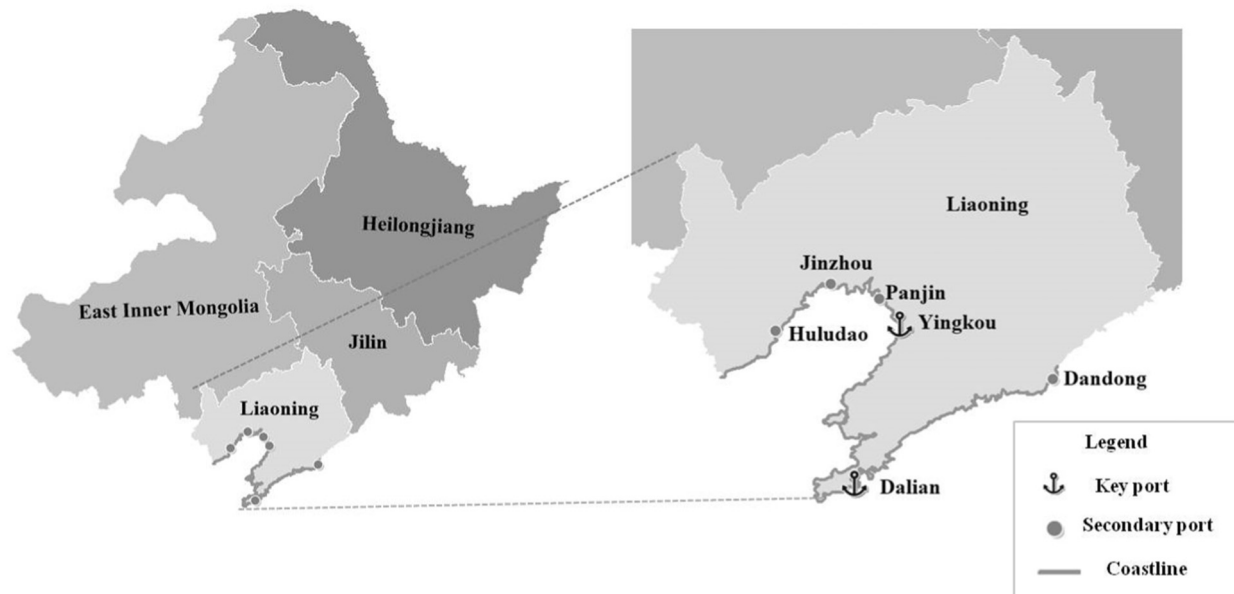 Heilongjiang
East Inner Mongolia
Jilin
Liaoning
Liaoning
Jinzhou
Panjin
Yingkou
Huludao
Dandong
Dalian
Legend
Key port
Secondary port
Coastline